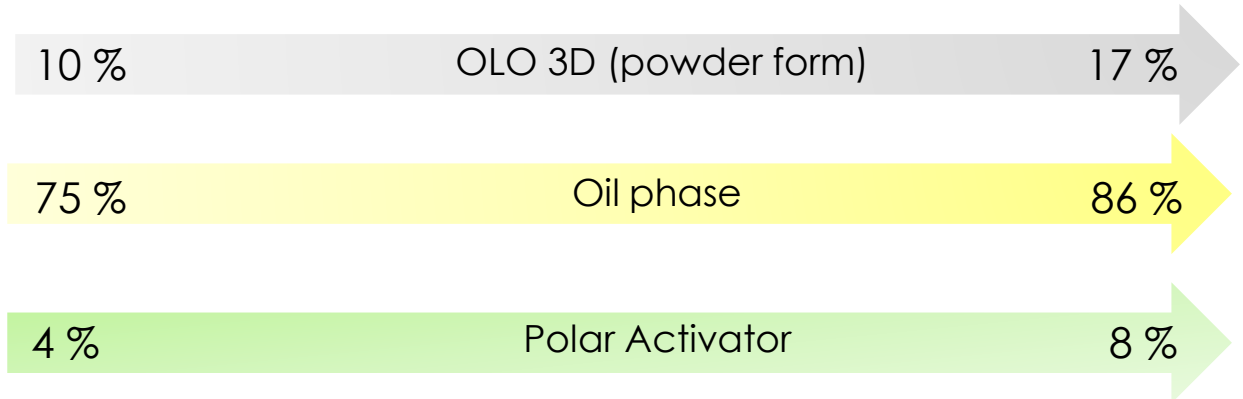 10 % OLO 3D (powder form) 17 %
75 % Oil phase 86 %
4 % Polar Activator 8 %